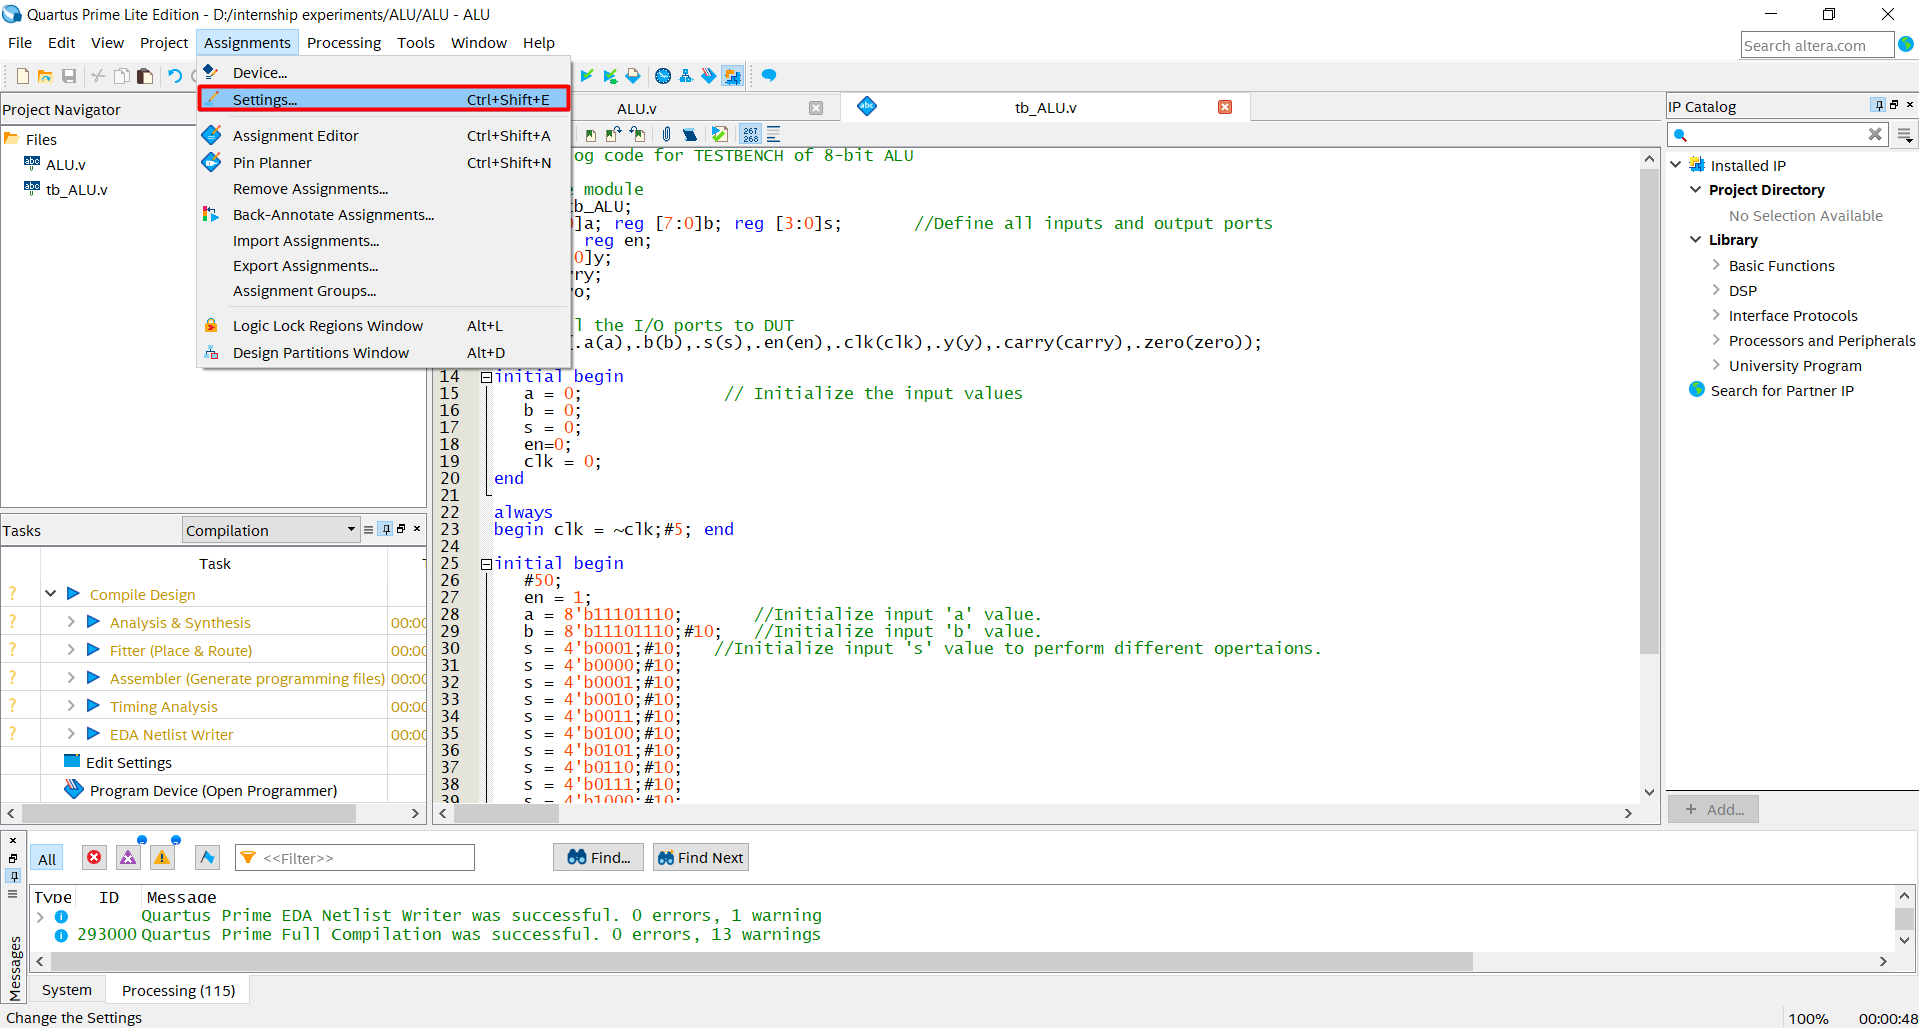 Quartus Prime Lite Edition - D:/internship experiments/ALU/ALU - ALU
File Edit View Project Assignments Processing Tools Window Help
Search altera.com
Device...
Settings... Ctrl+Shift+E
Assignment Editor Ctrl+Shift+A
Pin Planner Ctrl+Shift+N
Remove Assignments...
Back-Annotate Assignments...
Import Assignments...
Export Assignments...
Assignment Groups...
Logic Lock Regions Window Alt+L
Design Partitions Window Alt+D
Project Navigator
Files
abc ALU.v
abc tb_ALU.v
ALU.v
abc tb_ALU.v
267
268
og code for TESTBENCH of 8-bit ALU
e module
tb_ALU;
0]a; reg [7:0]b; reg [3:0]s; //Define all inputs and output ports
reg en;
0]y;
rry;
o;
l the I/O ports to DUT
.a(a),.b(b),.s(s),.en(en),.clk(clk),.y(y),.carry(carry),.zero(zero));
14 initial begin
15 a = 0; // Initialize the input values
16 b = 0;
17 s = 0;
18 en=0;
19 clk = 0;
20 end
21
22 always
23 begin clk = ~clk;#5; end
24
25 initial begin
26 #50;
27 en = 1;
28 a = 8'b11101110; //Initialize input 'a' value.
29 b = 8'b11101110;#10; //Initialize input 'b' value.
30 s = 4'b0001;#10; //Initialize input 's' value to perform different opertaions.
31 s = 4'b0000;#10;
32 s = 4'b0001;#10;
33 s = 4'b0010;#10;
34 s = 4'b0011;#10;
35 s = 4'b0100;#10;
36 s = 4'b0101;#10;
37 s = 4'b0110;#10;
38 s = 4'b0111;#10;
39 s = 4'b1000;#10;
IP Catalog
Installed IP
Project Directory
No Selection Available
Library
Basic Functions
DSP
Interface Protocols
Processors and Peripherals
University Program
Search for Partner IP
+ Add...
Tasks Compilation
Task
? Compile Design
? Analysis & Synthesis 00:00
? Fitter (Place & Route) 00:00
? Assembler (Generate programming files) 00:00
? Timing Analysis 00:00
? EDA Netlist Writer 00:00
Edit Settings
Program Device (Open Programmer)
All <<Filter>> Find... Find Next
Type ID Message
Quartus Prime EDA Netlist Writer was successful. 0 errors, 1 warning
293000 Quartus Prime Full Compilation was successful. 0 errors, 13 warnings
Messages
System Processing (115)
Change the Settings
100% 00:00:48